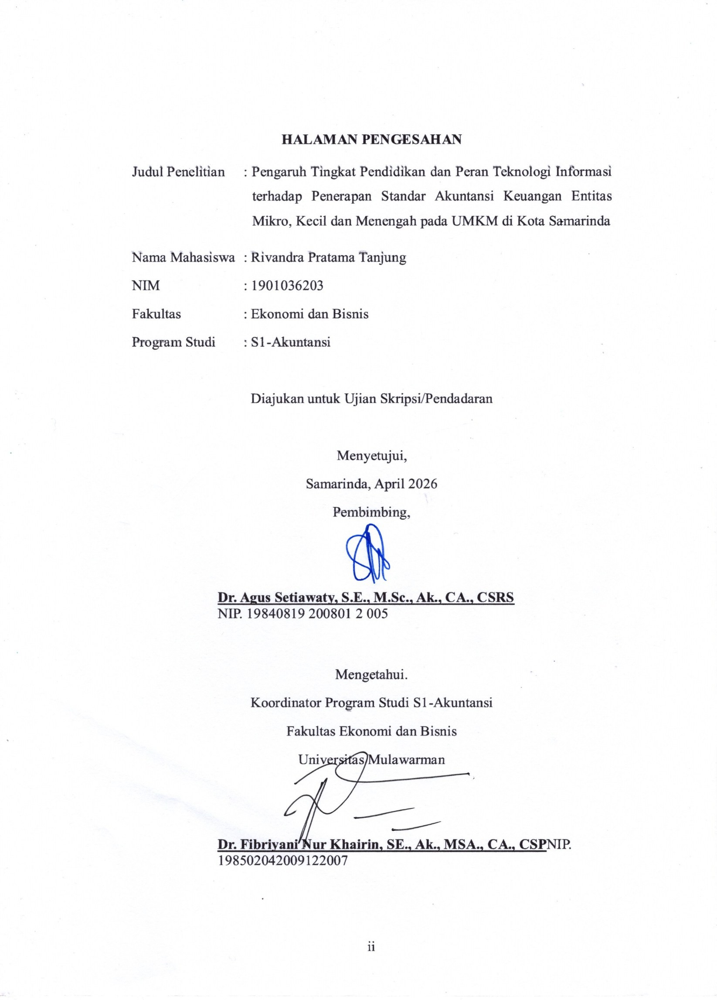 HALAMAN PENGESAHAN
Judul Penelitian : Pengaruh Tingkat Pendidikan dan Peran Teknologi Informasi
terhadap Penerapan Standar Akuntansi Keuangan Entitas
Mikro, Kecil dan Menengah pada UMKM di Kota Samarinda
Nama Mahasiswa : Rivandra Pratama Tanjung
NIM : 1901036203
Fakultas : Ekonomi dan Bisnis
Program Studi : S1-Akuntansi
Diajukan untuk Ujian Skripsi/Pendadaran
Menyetujui,
Samarinda, April 2026
Pembimbing,
Dr. Agus Setiawaty, S.E., M.Sc., Ak., CA., CSRS
NIP. 19840819 200801 2 005
Mengetahui.
Koordinator Program Studi S1-Akuntansi
Fakultas Ekonomi dan Bisnis
Universitas Mulawarman
Dr. Fibriyani Nur Khairin, SE., Ak., MSA., CA., CSPNIP.
198502042009122007
ii